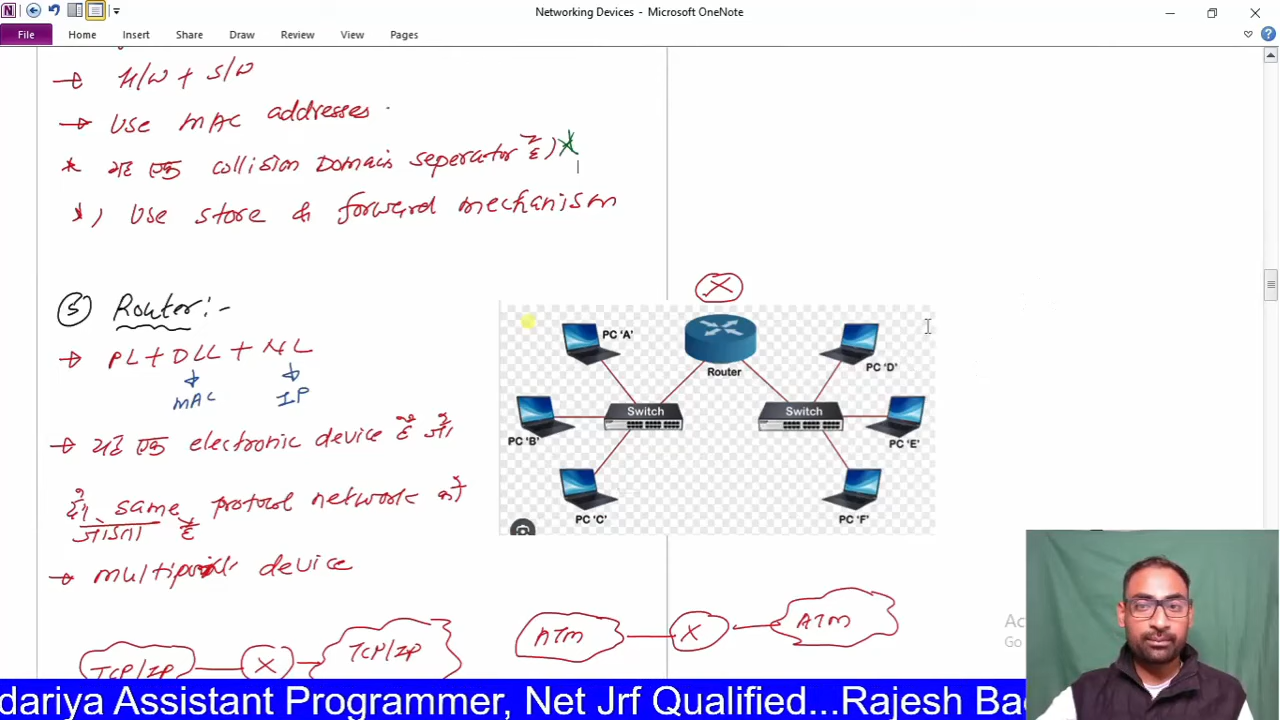 Networking Devices - Microsoft OneNote
File Home Insert Share Draw Review View Pages
→ H/W + S/W
→ Use MAC addresses
* यह एक collision Domain seperator है) *
*) Use store & forward mechanism
⑤ Router:-
→ PL + DLL + NL
MAC IP
→ यह एक electronic device है जो
दो same protocol network को
जोड़ता है
→ multiport device
PC 'A'
PC 'B'
PC 'C'
Switch
X
Router
Switch
PC 'D'
PC 'E'
PC 'F'
TCP/IP X TCP/IP
ATM X ATM
Ac
Go
dariya Assistant Programmer, Net Jrf Qualified...Rajesh Ba